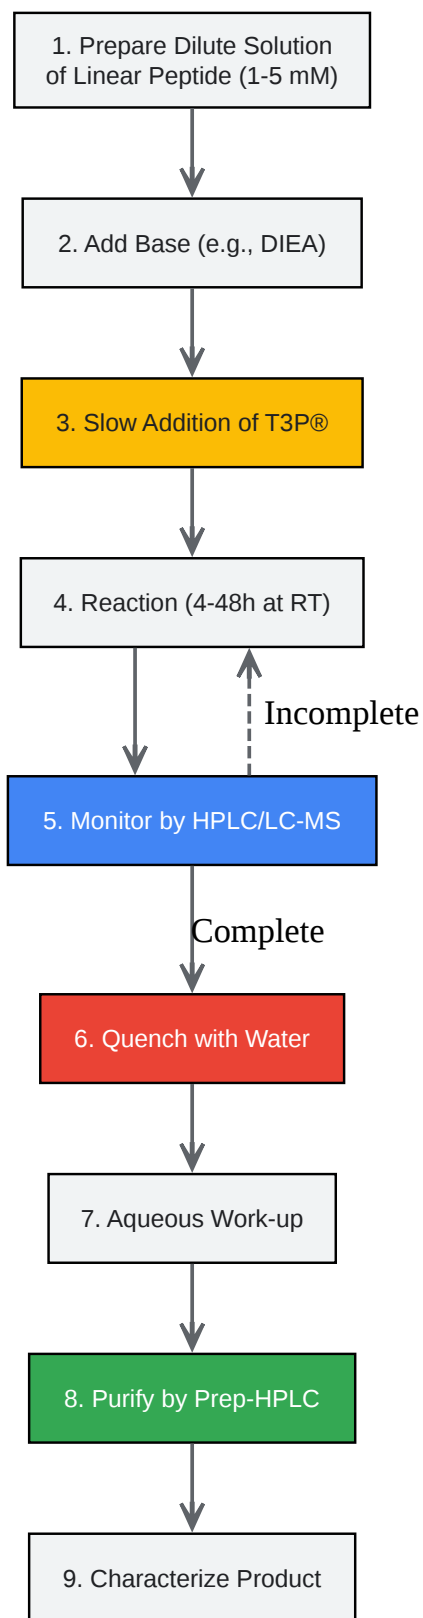 1. Prepare Dilute Solution
of Linear Peptide (1-5 mM)
2. Add Base (e.g., DIEA)
3. Slow Addition of T3P®
4. Reaction (4-48h at RT)
Incomplete
5. Monitor by HPLC/LC-MS
Complete
6. Quench with Water
7. Aqueous Work-up
8. Purify by Prep-HPLC
9. Characterize Product